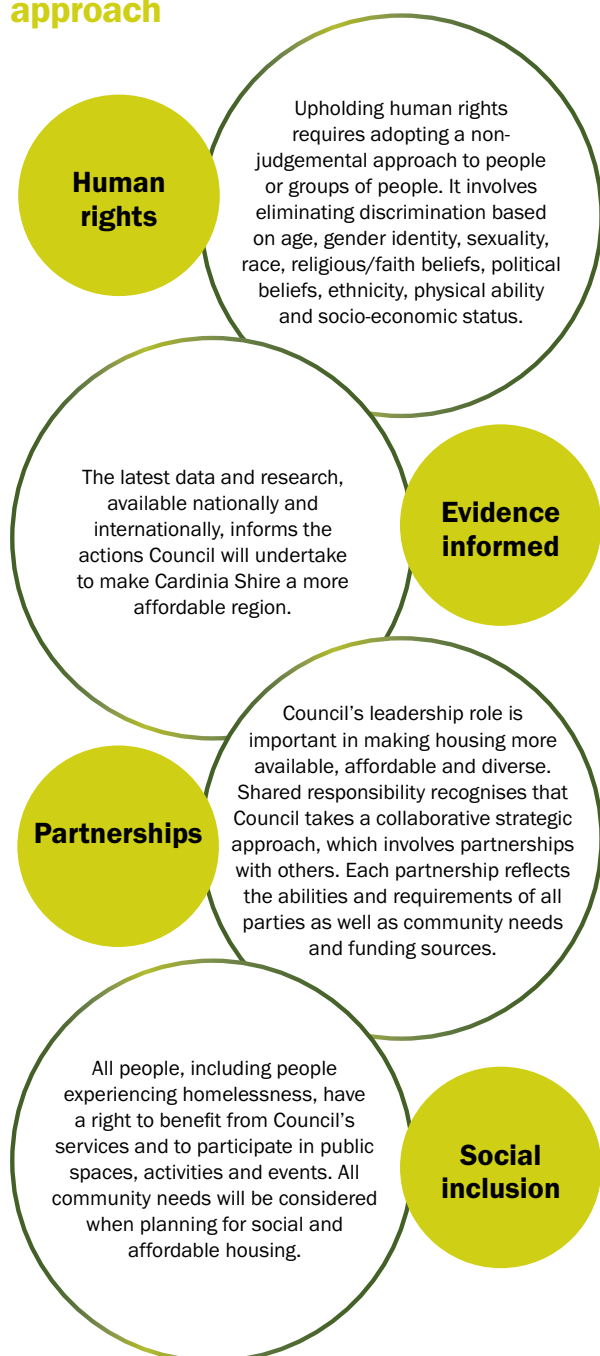 approach
Human
rights
Upholding human rights
requires adopting a non-
judgemental approach to people
or groups of people. It involves
eliminating discrimination based
on age, gender identity, sexuality,
race, religious/faith beliefs, political
beliefs, ethnicity, physical ability
and socio-economic status.
The latest data and research,
available nationally and
internationally, informs the
actions Council will undertake
to make Cardinia Shire a more
affordable region.
Evidence
informed
Partnerships
Council’s leadership role is
important in making housing more
available, affordable and diverse.
Shared responsibility recognises that
Council takes a collaborative strategic
approach, which involves partnerships
with others. Each partnership reflects
the abilities and requirements of all
parties as well as community needs
and funding sources.
All people, including people
experiencing homelessness, have
a right to benefit from Council’s
services and to participate in public
spaces, activities and events. All
community needs will be considered
when planning for social and
affordable housing.
Social
inclusion